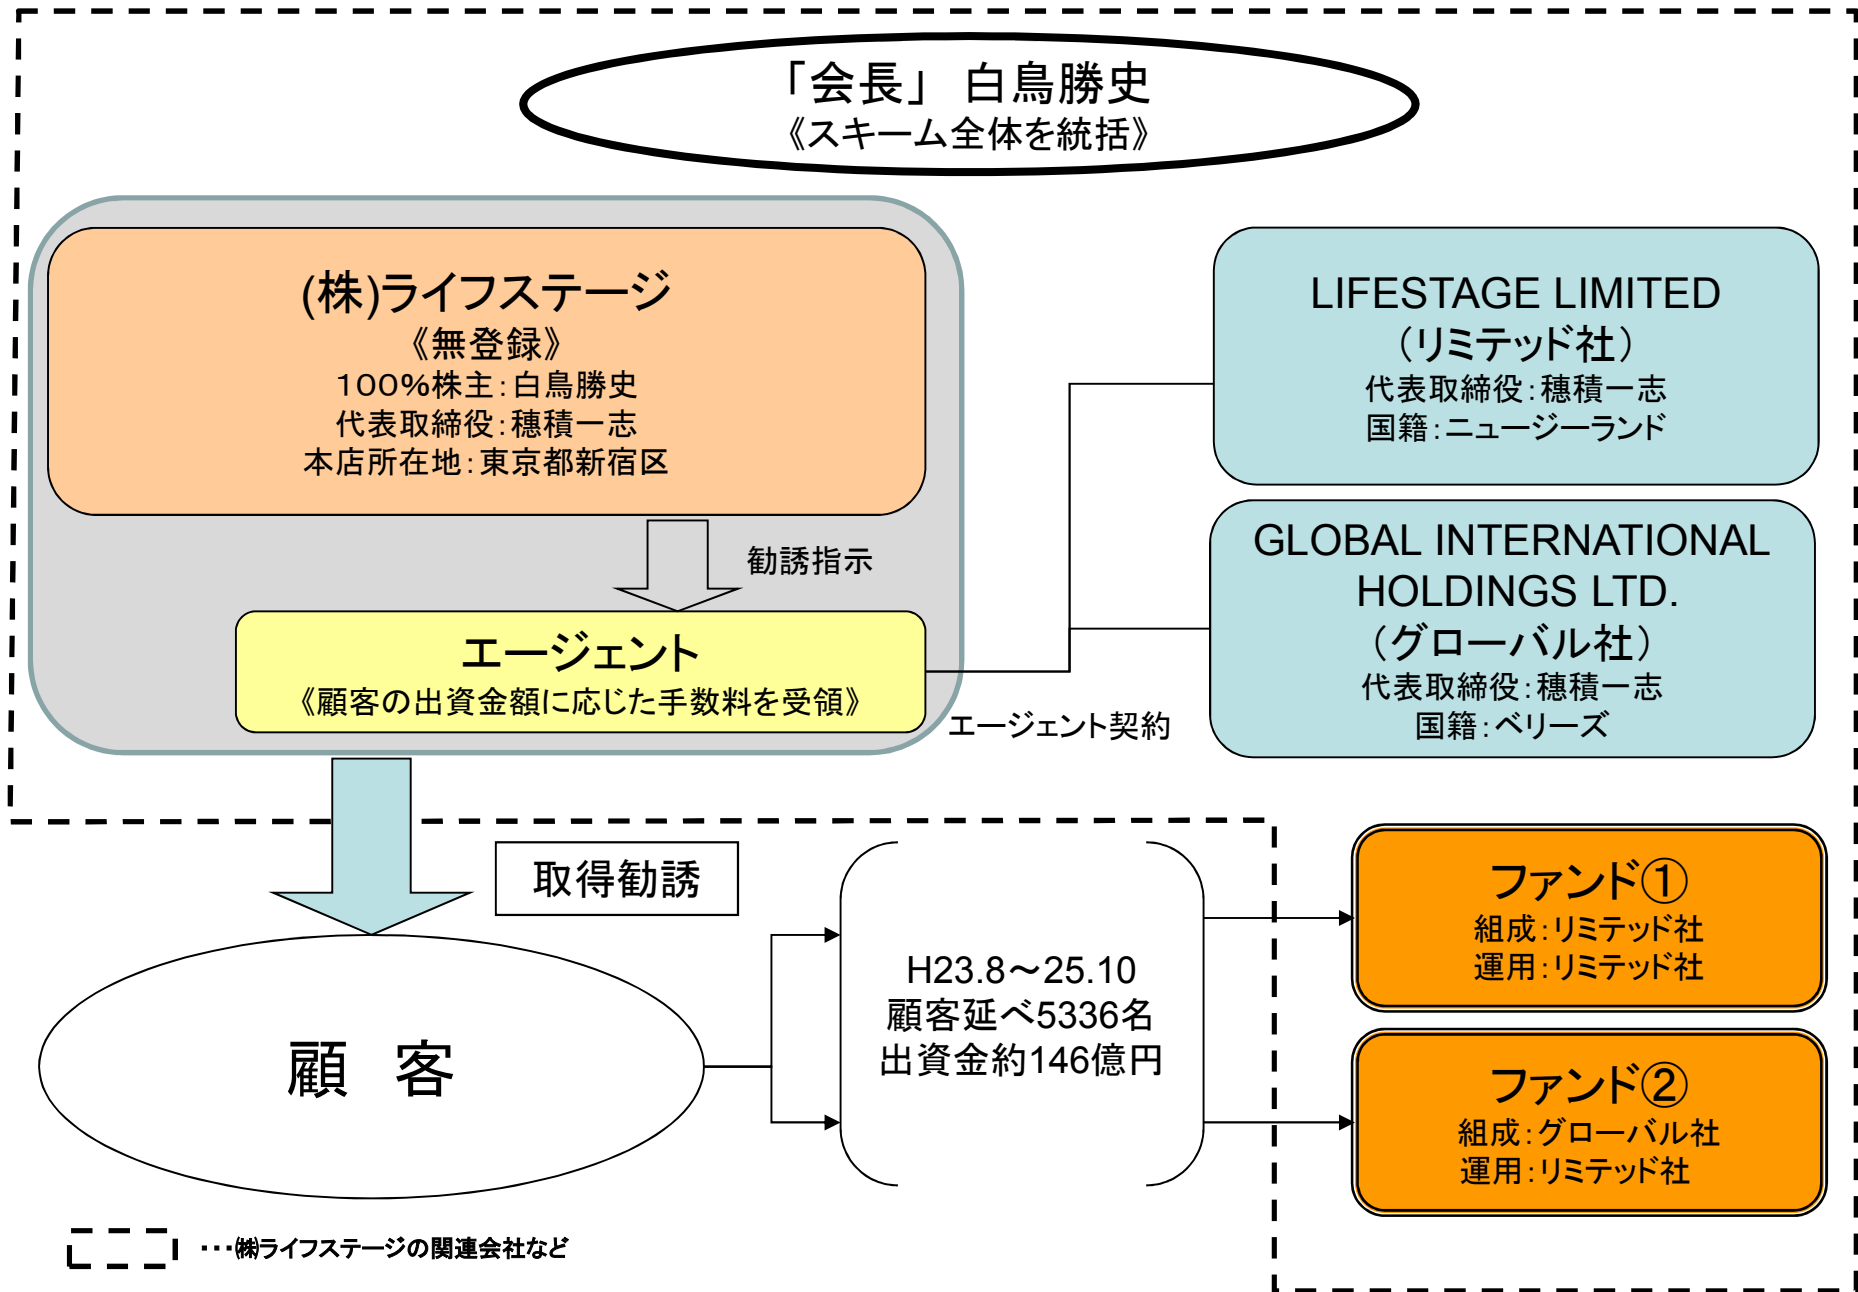 「会長」 白鳥勝史
《スキーム全体を統括》
(株)ライフステージ
《無登録》
100%株主：白鳥勝史
代表取締役：穂積一志
本店所在地：東京都新宿区
勧誘指示
エージェント
《顧客の出資金額に応じた手数料を受領》
エージェント契約
LIFESTAGE LIMITED
（リミテッド社）
代表取締役：穂積一志
国籍：ニュージーランド
GLOBAL INTERNATIONAL
HOLDINGS LTD.
（グローバル社）
代表取締役：穂積一志
国籍：ベリーズ
取得勧誘
顧 客
H23.8～25.10
顧客延べ5336名
出資金約146億円
ファンド①
組成：リミテッド社
運用：リミテッド社
ファンド②
組成：グローバル社
運用：リミテッド社
・・・㈱ライフステージの関連会社など